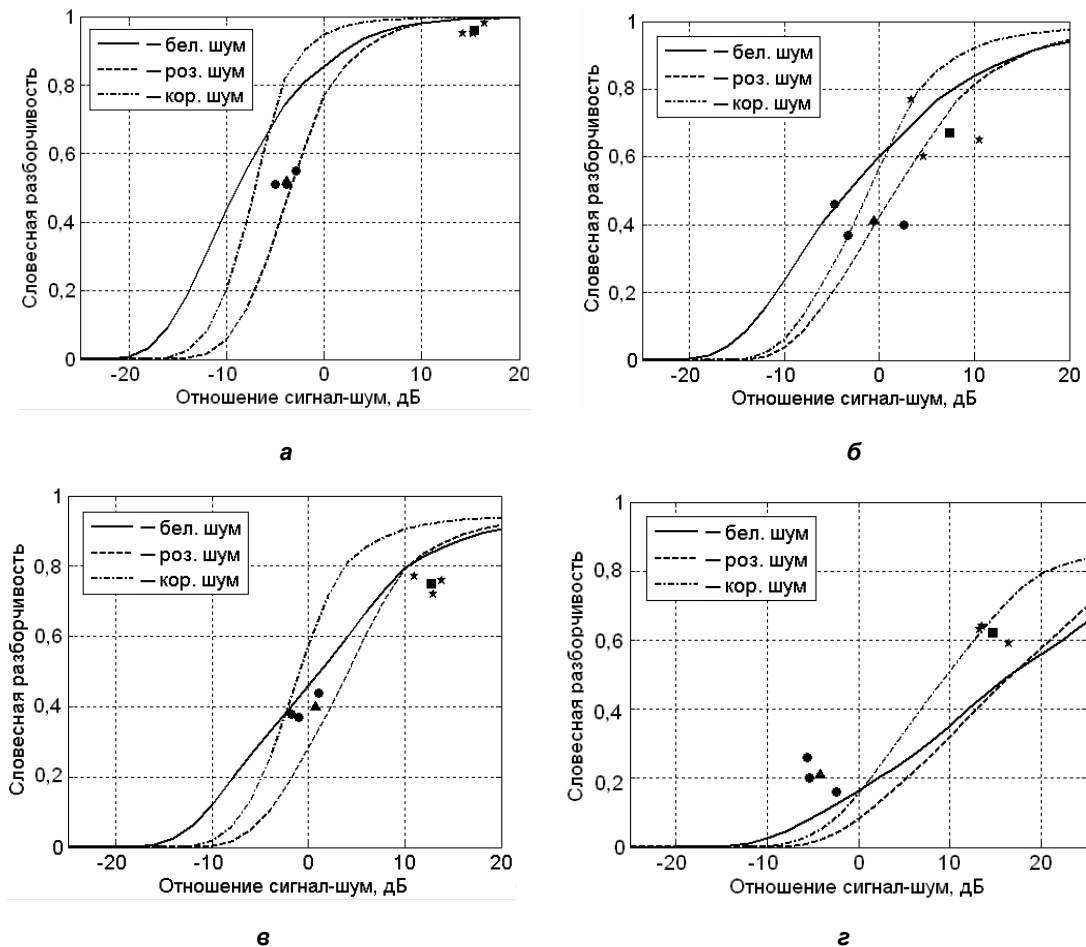 Словесная разборчивость
1
0,8
0,6
0,4
0,2
0
— бел. шум
— роз. шум
— кор. шум
-20 -10 0 10 20
Отношение сигнал-шум, дБ
а
Словесная разборчивость
1
0,8
0,6
0,4
0,2
0
— бел. шум
— роз. шум
— кор. шум
-20 -10 0 10 20
Отношение сигнал-шум, дБ
б
Словесная разборчивость
1
0,8
0,6
0,4
0,2
0
— бел. шум
— роз. шум
— кор. шум
-20 -10 0 10 20
Отношение сигнал-шум, дБ
в
Словесная разборчивость
1
0,8
0,6
0,4
0,2
0
— бел. шум
— роз. шум
— кор. шум
-20 -10 0 10 20
Отношение сигнал-шум, дБ
г